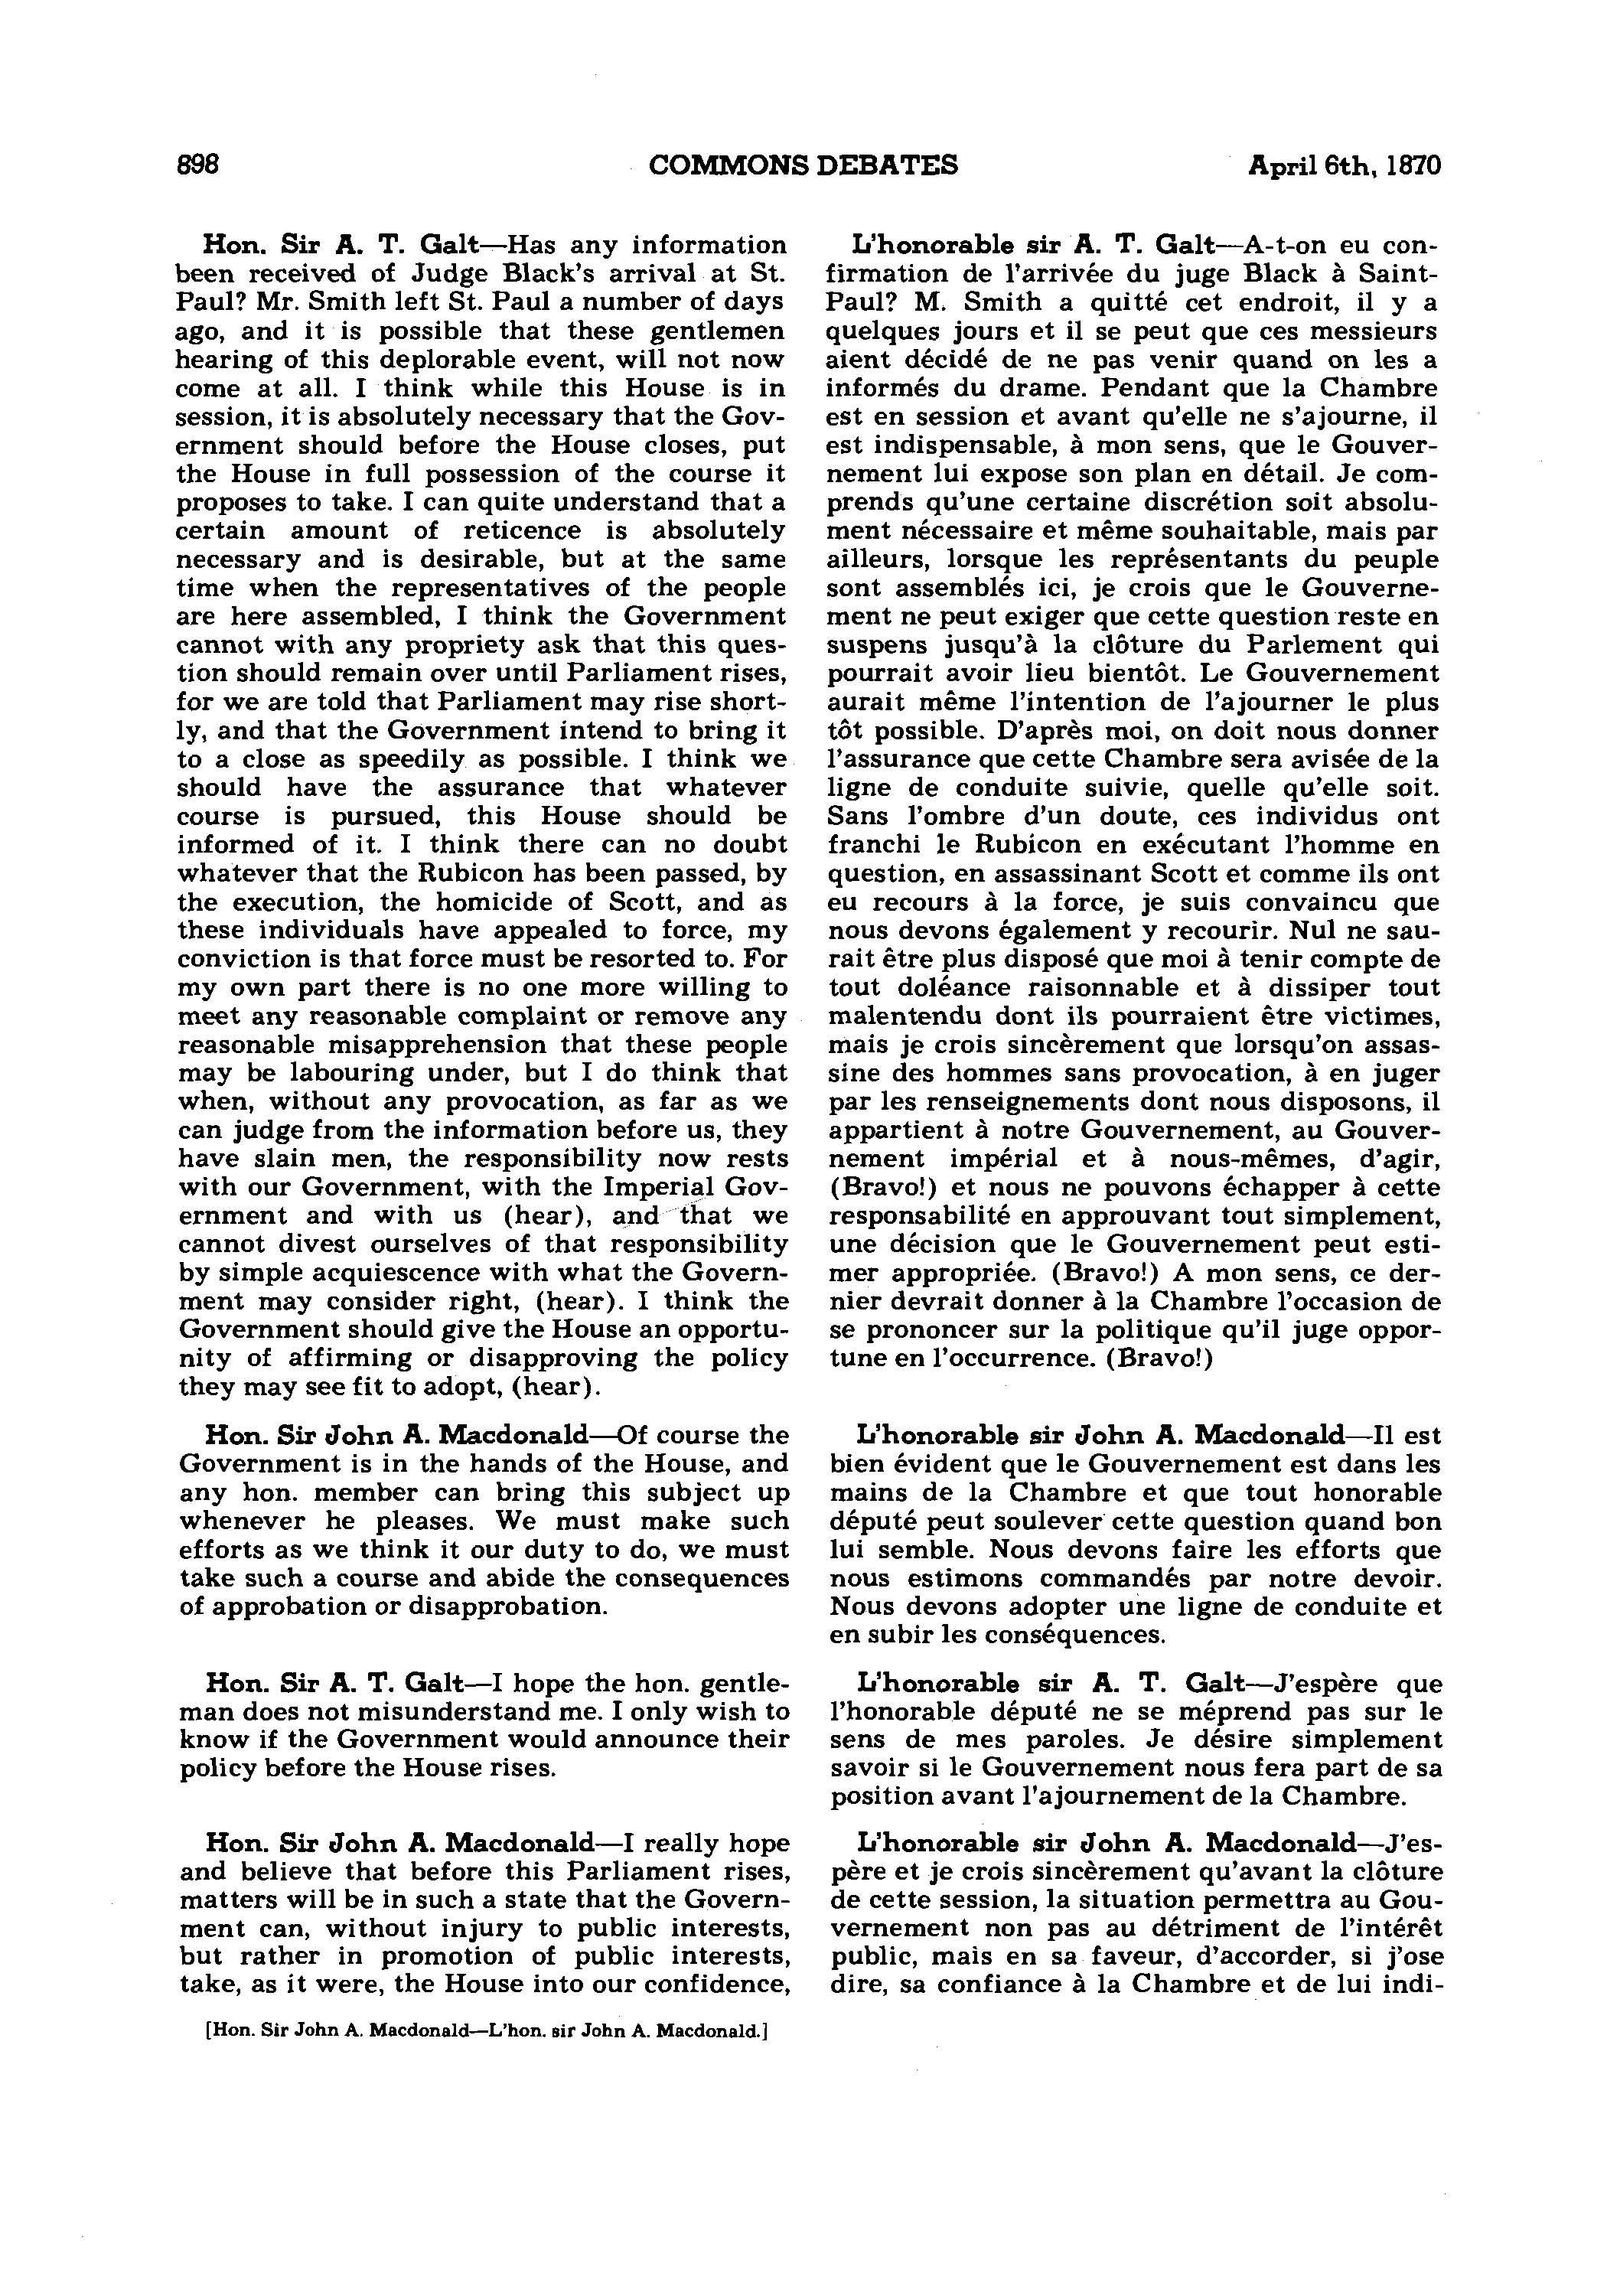 898 COMMONS DEBATES April 6th, 1870
Hon. Sir A. T. Galt—Has any information
been received of Judge Black's arrival at St.
Paul? Mr. Smith left St. Paul a number of days
ago, and it is possible that these gentlemen
hearing of this deplorable event, will not now
come at all. I think while this House is in
session, it is absolutely necessary that the Gov-
ernment should before the House closes, put
the House in full possession of the course it
proposes to take. I can quite understand that a
certain amount of reticence is absolutely
necessary and is desirable, but at the same
time when the representatives of the people
are here assembled, I think the Government
cannot with any propriety ask that this ques-
tion should remain over until Parliament rises,
for we are told that Parliament may rise short-
ly, and that the Government intend to bring it
to a close as speedily as possible. I think we
should have the assurance that whatever
course is pursued, this House should be
informed of it. I think there can no doubt
whatever that the Rubicon has been passed, by
the execution, the homicide of Scott, and as
these individuals have appealed to force, my
conviction is that force must be resorted to. For
my own part there is no one more willing to
meet any reasonable complaint or remove any
reasonable misapprehension that these people
may be labouring under, but I do think that
when, without any provocation, as far as we
can judge from the information before us, they
have slain men, the responsibility now rests
with our Government, with the Imperial Gov-
ernment and with us (hear), and that we
cannot divest ourselves of that responsibility
by simple acquiescence with what the Govern-
ment may consider right, (hear). I think the
Government should give the House an opportu-
nity of affirming or disapproving the policy
they may see fit to adopt, (hear).
Hon. Sir John A. Macdonald—Of course the
Government is in the hands of the House, and
any hon. member can bring this subject up
whenever he pleases. We must make such
efforts as we think it our duty to do, we must
take such a course and abide the consequences
of approbation or disapprobation.
Hon. Sir A. T. Galt—I hope the hon. gentle-
man does not misunderstand me. I only wish to
know if the Government would announce their
policy before the House rises.
Hon. Sir John A. Macdonald—I really hope
and believe that before this Parliament rises,
matters will be in such a state that the Govern-
ment can, without injury to public interests,
but rather in promotion of public interests,
take, as it were, the House into our confidence,
L'honorable sir A. T. Galt—A-t-on eu con-
firmation de l'arrivée du juge Black à Saint-
Paul? M. Smith a quitté cet endroit, il y a
quelques jours et il se peut que ces messieurs
aient décidé de ne pas venir quand on les a
informés du drame. Pendant que la Chambre
est en session et avant qu'elle ne s'ajourne, il
est indispensable, à mon sens, que le Gouver-
nement lui expose son plan en détail. Je com-
prends qu'une certaine discrétion soit absolu-
ment nécessaire et même souhaitable, mais par
ailleurs, lorsque les représentants du peuple
sont assemblés ici, je crois que le Gouverne-
ment ne peut exiger que cette question reste en
suspens jusqu'à la clôture du Parlement qui
pourrait avoir lieu bientôt. Le Gouvernement
aurait même l'intention de l'ajourner le plus
tôt possible. D'après moi, on doit nous donner
l'assurance que cette Chambre sera avisée de la
ligne de conduite suivie, quelle qu'elle soit.
Sans l'ombre d'un doute, ces individus ont
franchi le Rubicon en exécutant l'homme en
question, en assassinant Scott et comme ils ont
eu recours à la force, je suis convaincu que
nous devons également y recourir. Nul ne sau-
rait être plus disposé que moi à tenir compte de
tout doléance raisonnable et à dissiper tout
malentendu dont ils pourraient être victimes,
mais je crois sincèrement que lorsqu'on assas-
sine des hommes sans provocation, à en juger
par les renseignements dont nous disposons, il
appartient à notre Gouvernement, au Gouver-
nement impérial et à nous-mêmes, d'agir,
(Bravo!) et nous ne pouvons échapper à cette
responsabilité en approuvant tout simplement,
une décision que le Gouvernement peut esti-
mer appropriée. (Bravo!) A mon sens, ce der-
nier devrait donner à la Chambre l'occasion de
se prononcer sur la politique qu'il juge oppor-
tune en l'occurrence. (Bravo!)
L'honorable sir John A. Macdonald—Il est
bien évident que le Gouvernement est dans les
mains de la Chambre et que tout honorable
député peut soulever cette question quand bon
lui semble. Nous devons faire les efforts que
nous estimons commandés par notre devoir.
Nous devons adopter une ligne de conduite et
en subir les conséquences.
L'honorable sir A. T. Galt—J'espère que
l'honorable député ne se méprend pas sur le
sens de mes paroles. Je désire simplement
savoir si le Gouvernement nous fera part de sa
position avant l'ajournement de la Chambre.
L'honorable sir John A. Macdonald—J'es-
père et je crois sincèrement qu'avant la clôture
de cette session, la situation permettra au Gou-
vernement non pas au détriment de l'intérêt
public, mais en sa faveur, d'accorder, si j'ose
dire, sa confiance à la Chambre et de lui indi-
[Hon. Sir John A. Macdonald—L'hon. sir John A. Macdonald.]